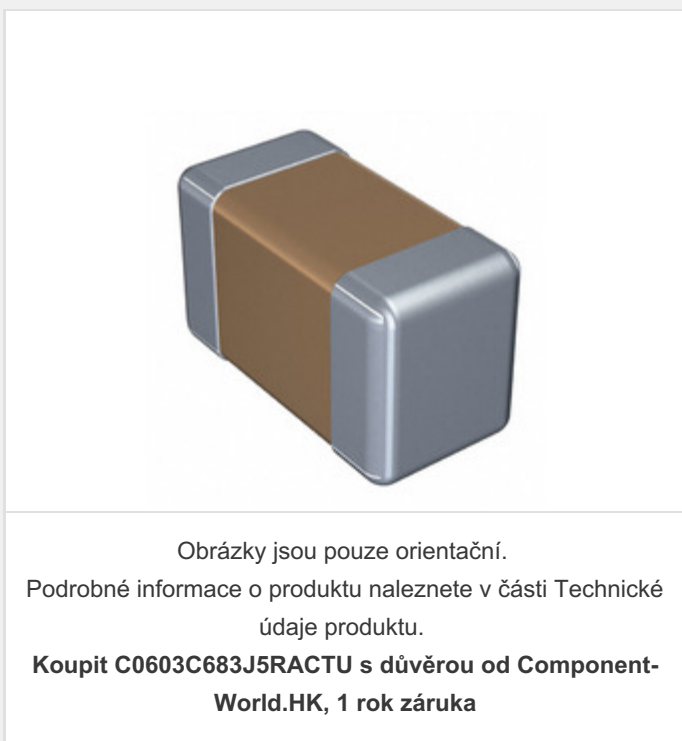 Obrázky jsou pouze orientační.
Podrobné informace o produktu naleznete v části Technické
údaje produktu.
Koupit C0603C683J5RACTU s důvěrou od Component-
World.HK, 1 rok záruka